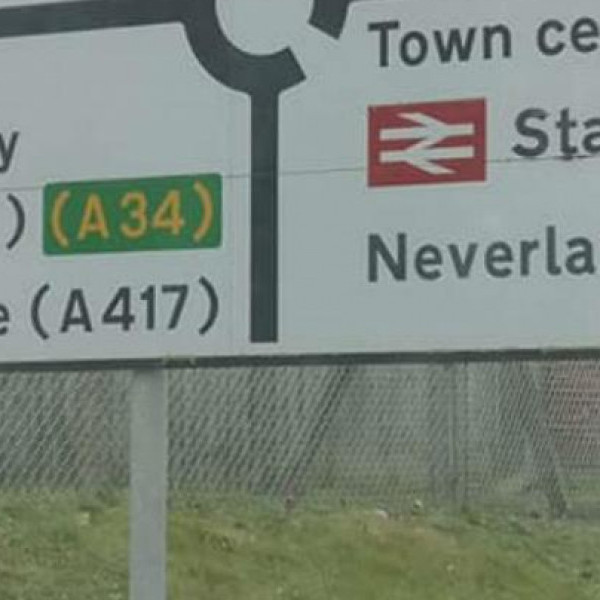 y
) (A34)
e (A417)
Town ce
Sta
Neverla